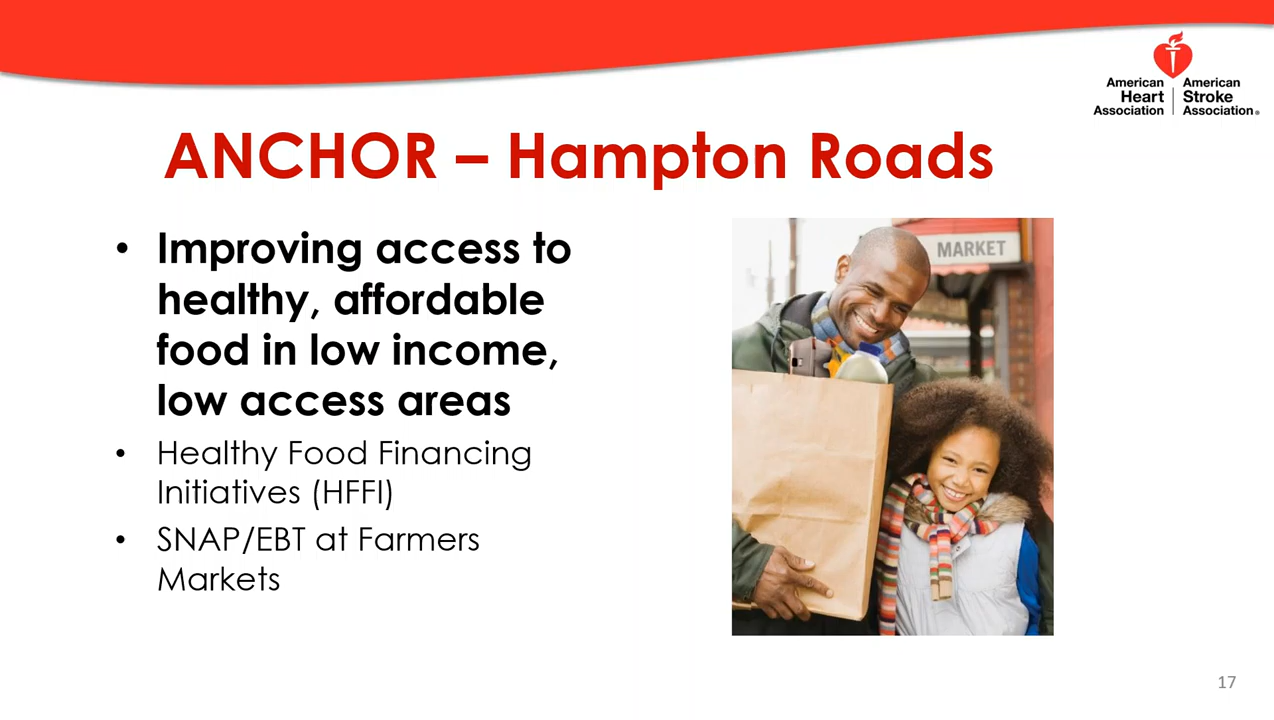 American Heart Association
American Stroke Association®
ANCHOR – Hampton Roads
• Improving access to
healthy, affordable
food in low income,
low access areas
• Healthy Food Financing
Initiatives (HFFI)
• SNAP/EBT at Farmers
Markets
MARKET
17